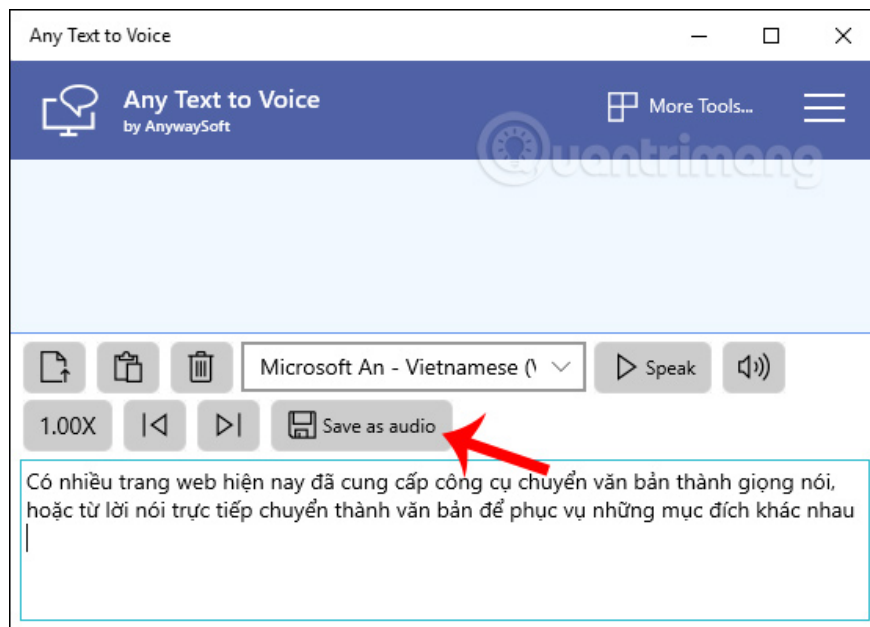 Any Text to Voice
Any Text to Voice
by AnywaySoft
More Tools...
Quantrimang
Microsoft An - Vietnamese (V
Speak
1.00X
Save as audio
Có nhiều trang web hiện nay đã cung cấp công cụ chuyển văn bản thành giọng nói,
hoặc từ lời nói trực tiếp chuyển thành văn bản để phục vụ những mục đích khác nhau